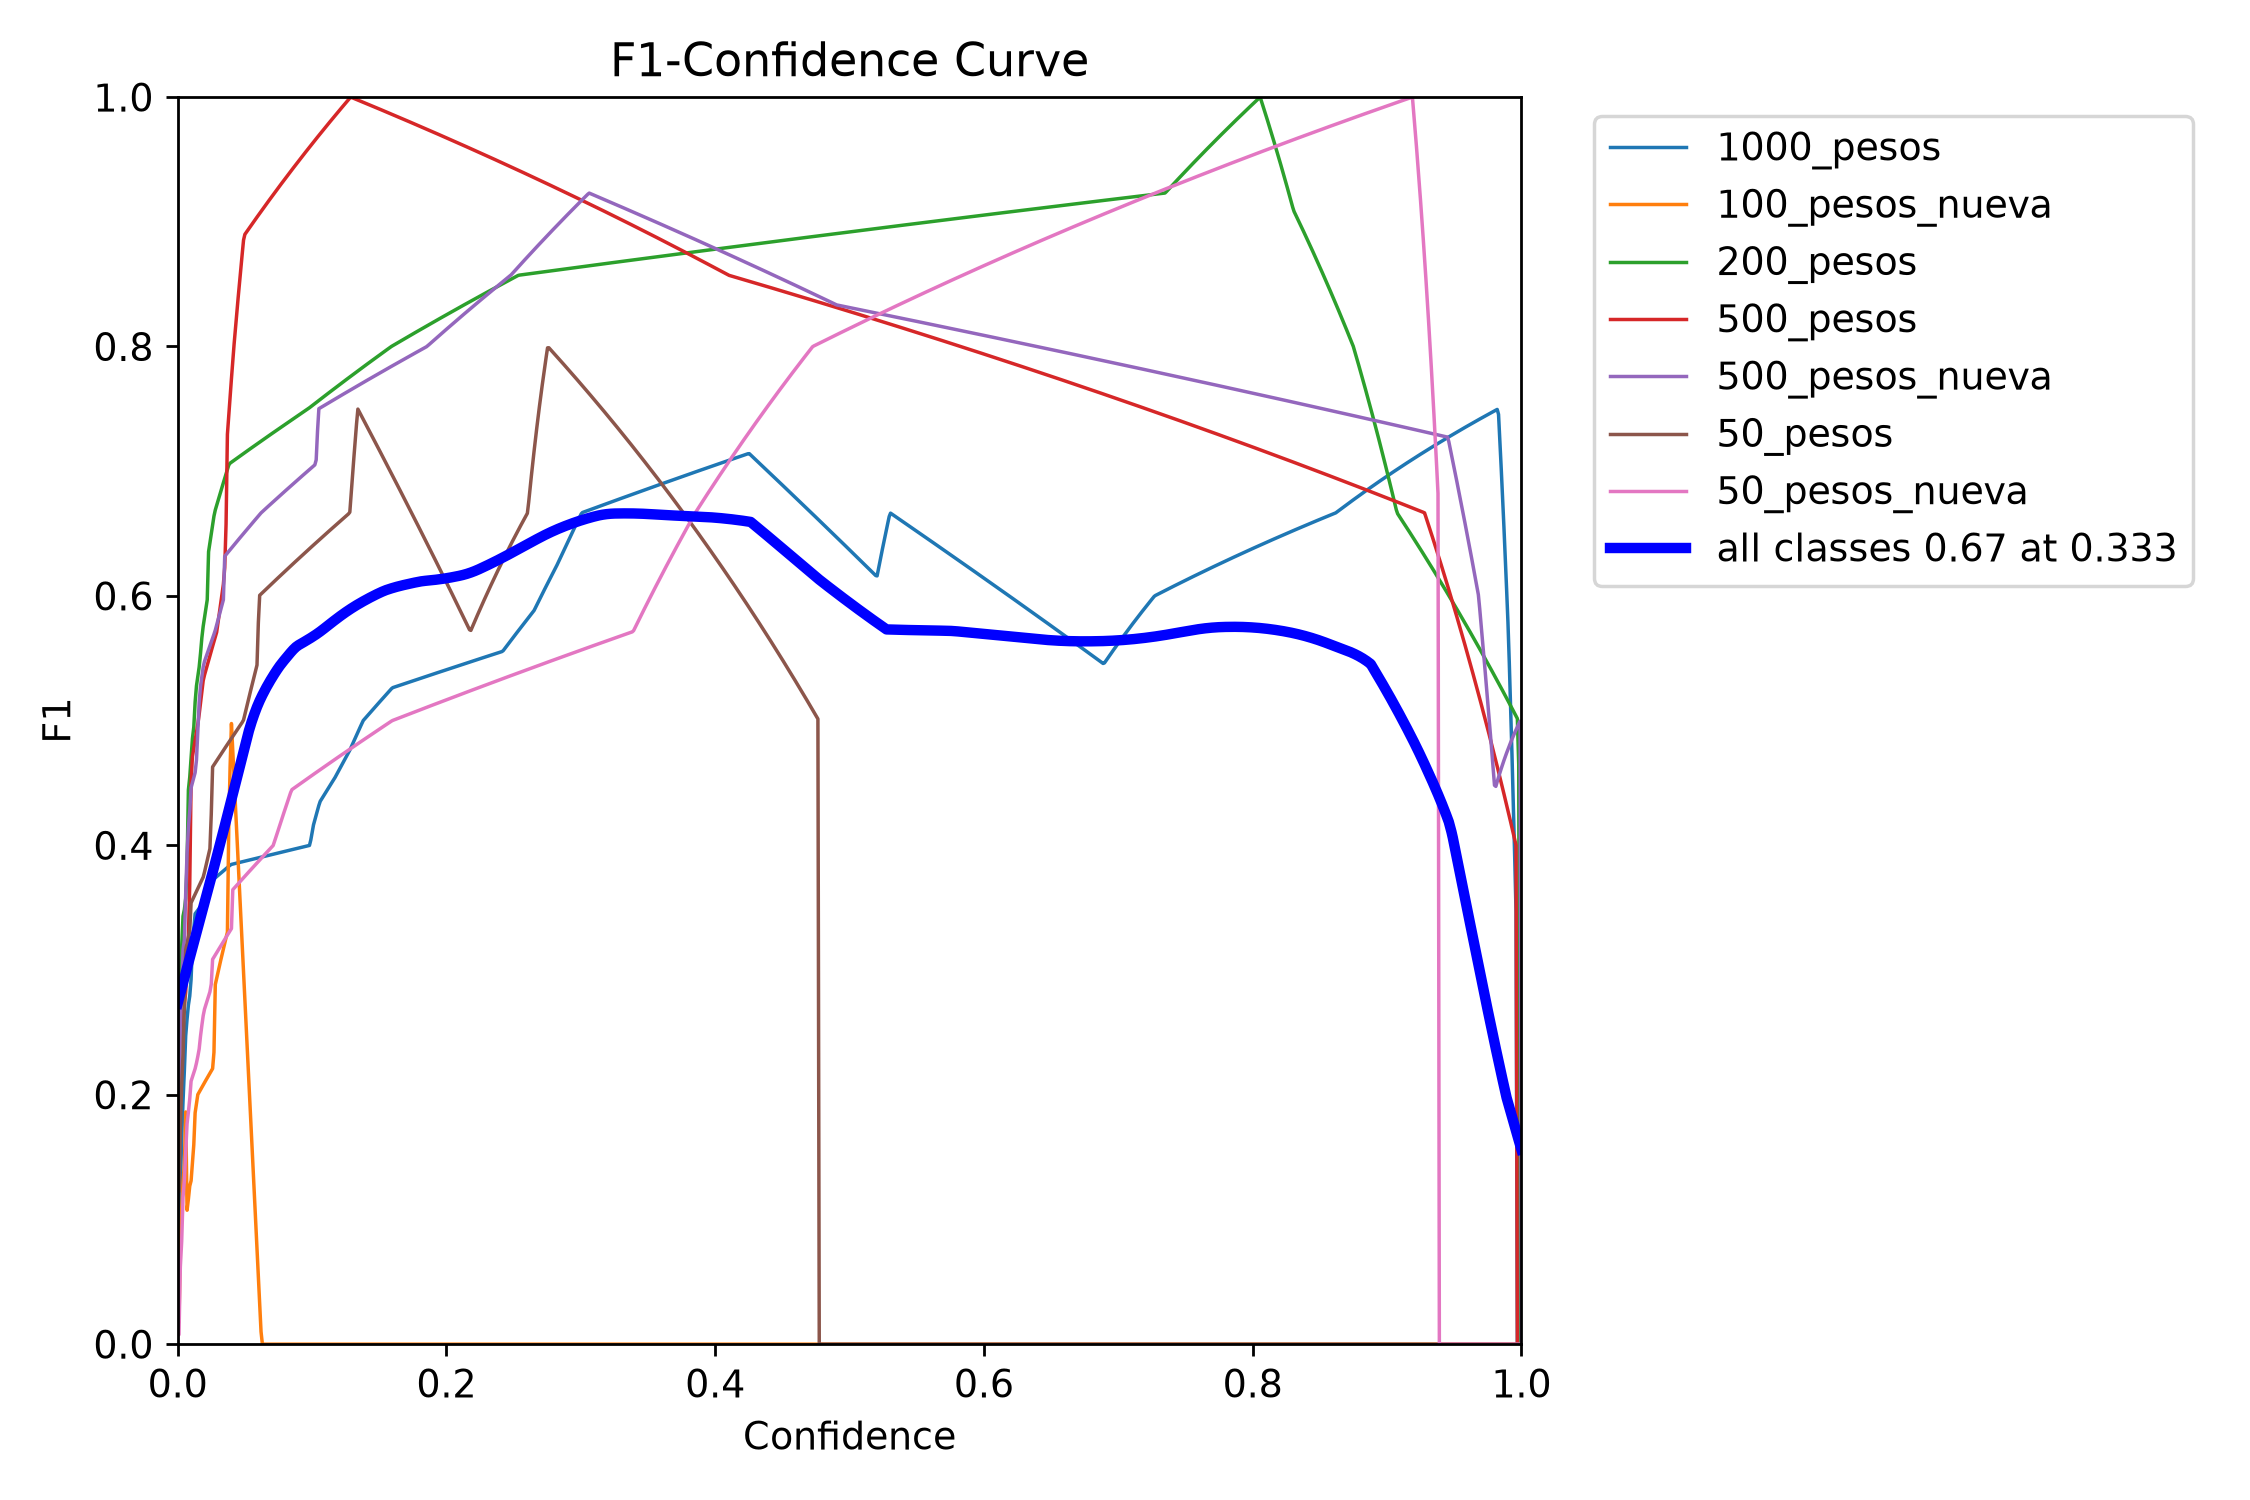 F1-Confidence Curve
1.0
0.8
0.6
0.4
0.2
0.0
F1
0.0 0.2 0.4 0.6 0.8 1.0
Confidence
1000_pesos
100_pesos_nueva
200_pesos
500_pesos
500_pesos_nueva
50_pesos
50_pesos_nueva
all classes 0.67 at 0.333